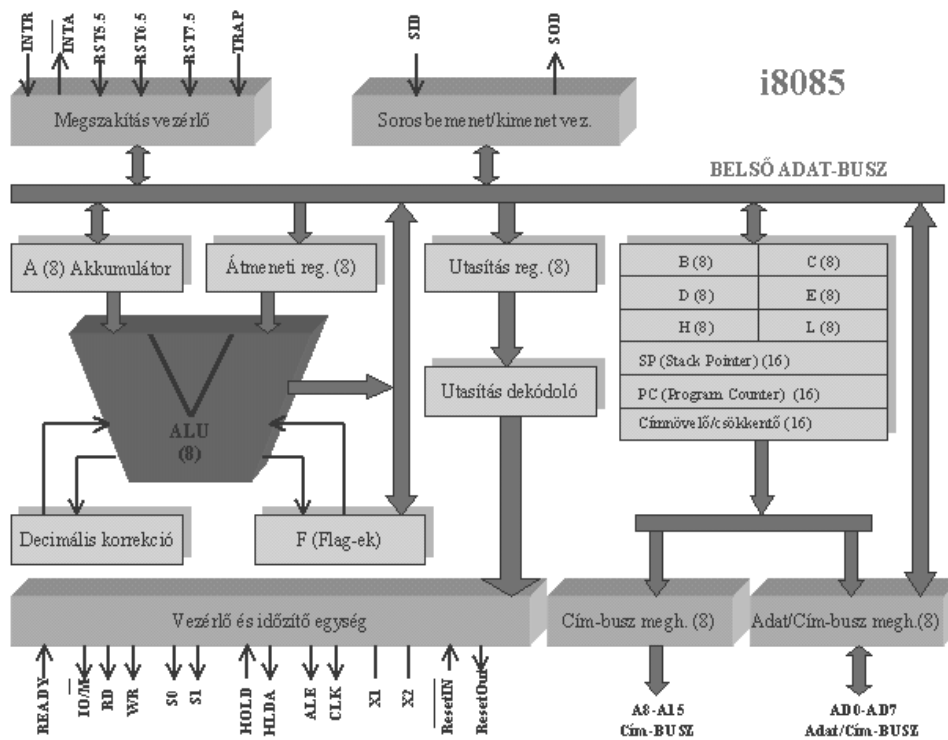 INTR
INTA
RST5.5
RST6.5
RST7.5
TRAP
SID
SOD
i8085
Megszakítás vezérlő
Soros bemenet/kimenet vez.
BELSŐ ADAT-BUSZ
A (8) Akkumulátor
Átmeneti reg. (8)
Utasítás reg. (8)
B (8)
C (8)
D (8)
E (8)
H (8)
L (8)
SP (Stack Pointer) (16)
PC (Program Counter) (16)
Címnövelő/csökkentő (16)
Utasítás dekódoló
ALU
(8)
Decimális korrekció
F (Flag-ek)
Vezérlő és időzítő egység
Cím-busz megh. (8)
Adat/Cím-busz megh.(8)
READY
IO/M
RD
WR
S0
S1
HOLD
HLDA
ALE
CLK
X1
X2
ResetIN
ResetOut
A8-A15
Cím-BUSZ
AD0-AD7
Adat/Cím-BUSZ